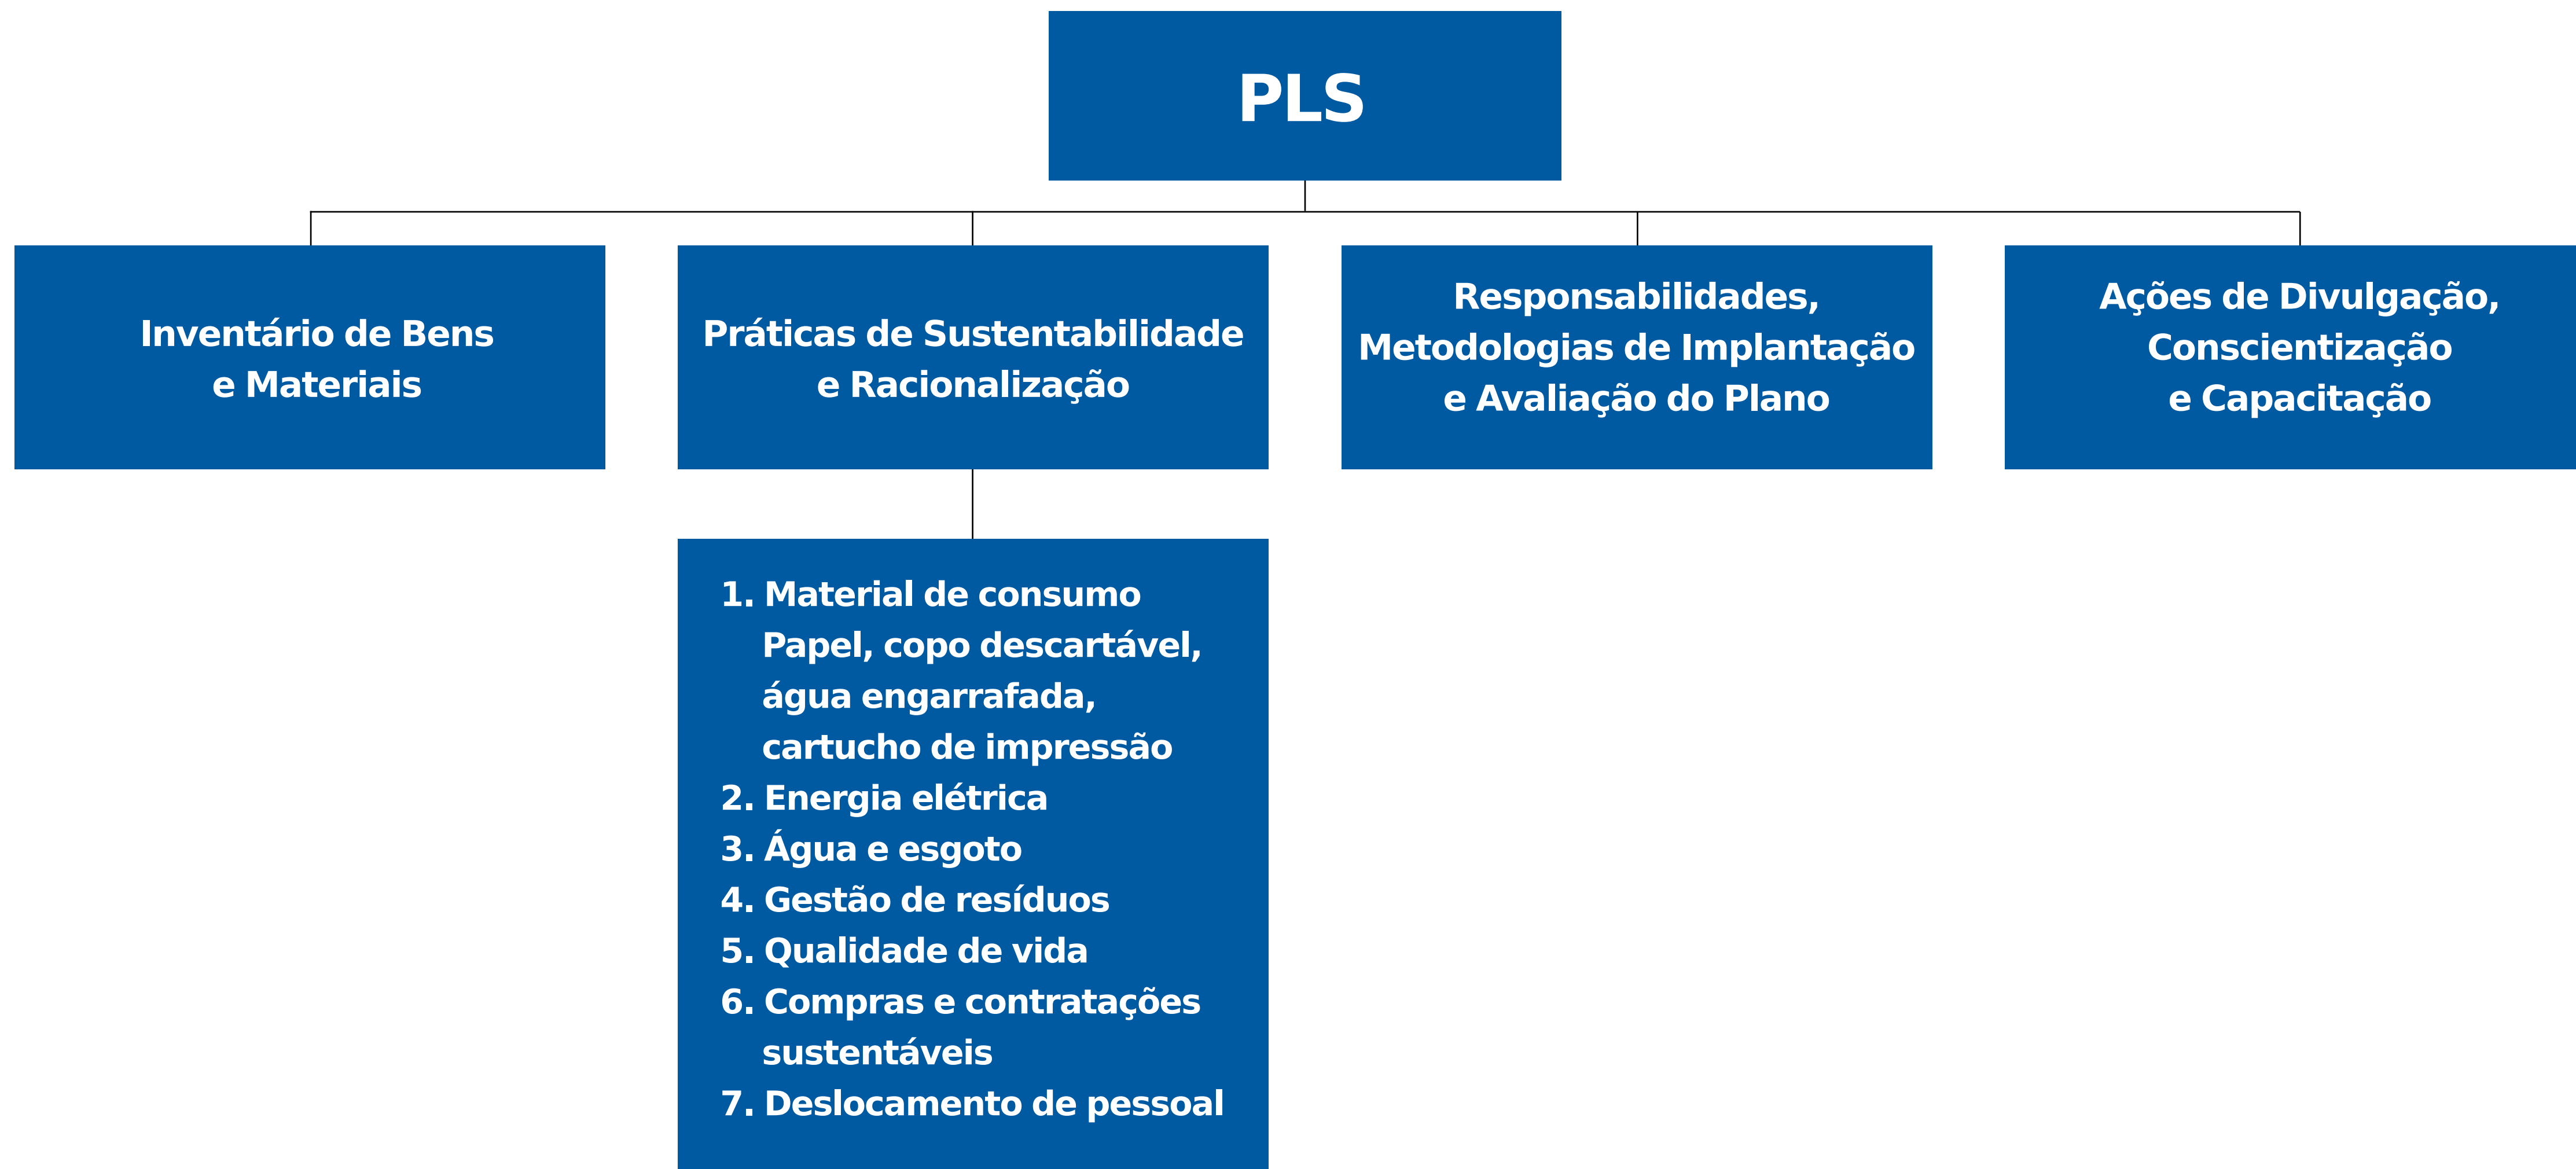 PLS
Inventário de Bens
e Materiais
Práticas de Sustentabilidade
e Racionalização
Responsabilidades,
Metodologias de Implantação
e Avaliação do Plano
Ações de Divulgação,
Conscientização
e Capacitação
1. Material de consumo
Papel, copo descartável,
água engarrafada,
cartucho de impressão
2. Energia elétrica
3. Água e esgoto
4. Gestão de resíduos
5. Qualidade de vida
6. Compras e contratações
sustentáveis
7. Deslocamento de pessoal